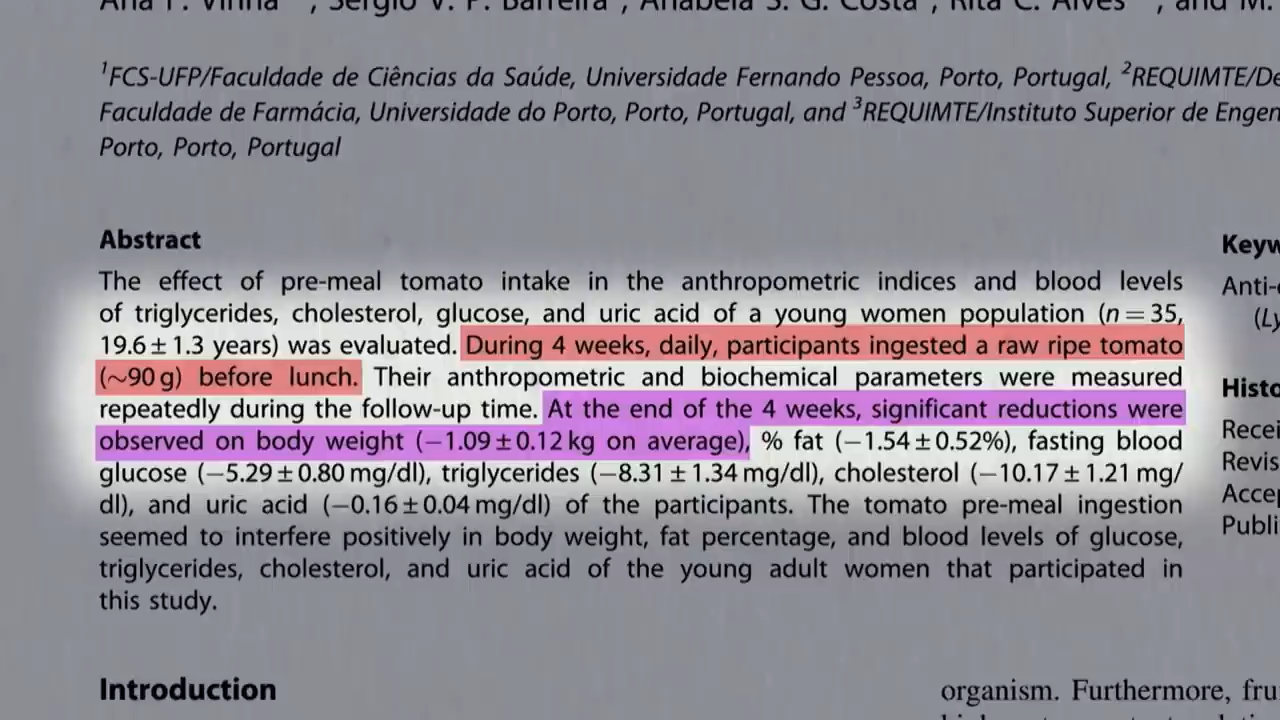 ¹FCS-UFP/Faculdade de Ciências da Saúde, Universidade Fernando Pessoa, Porto, Portugal, ²REQUIMTE/De
Faculdade de Farmácia, Universidade do Porto, Porto, Portugal, and ³REQUIMTE/Instituto Superior de Engen
Porto, Porto, Portugal
Abstract
The effect of pre-meal tomato intake in the anthropometric indices and blood levels
of triglycerides, cholesterol, glucose, and uric acid of a young women population (n = 35,
19.6 ± 1.3 years) was evaluated. During 4 weeks, daily, participants ingested a raw ripe tomato
(∼90 g) before lunch. Their anthropometric and biochemical parameters were measured
repeatedly during the follow-up time. At the end of the 4 weeks, significant reductions were
observed on body weight (−1.09 ± 0.12 kg on average), % fat (−1.54 ± 0.52%), fasting blood
glucose (−5.29 ± 0.80 mg/dl), triglycerides (−8.31 ± 1.34 mg/dl), cholesterol (−10.17 ± 1.21 mg/
dl), and uric acid (−0.16 ± 0.04 mg/dl) of the participants. The tomato pre-meal ingestion
seemed to interfere positively in body weight, fat percentage, and blood levels of glucose,
triglycerides, cholesterol, and uric acid of the young adult women that participated in
this study.
Keyw
Anti-
(Ly
Histo
Recei
Revis
Accep
Publi
Introduction
organism. Furthermore, fru